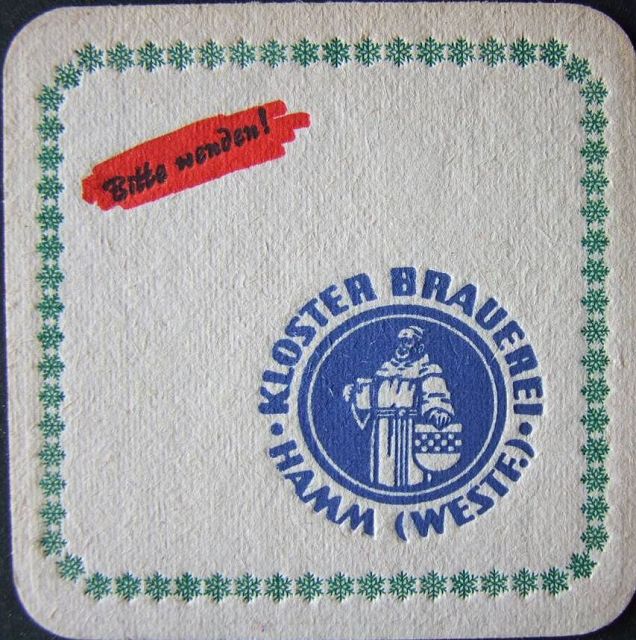 Bitte wenden!
• KLOSTER BRAUEREI •
HAMM (WESTF.)